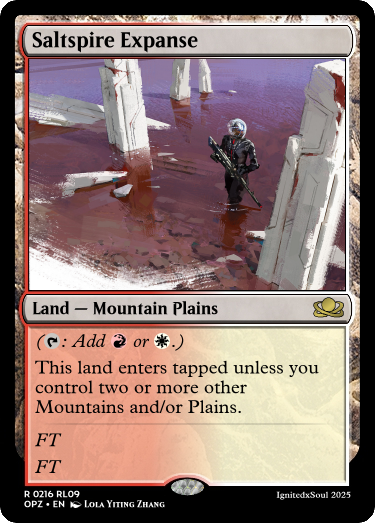 Saltspire Expanse
Land — Mountain Plains
(: Add or .)
This land enters tapped unless you
control two or more other
Mountains and/or Plains.
FT
FT
R 0216 RL09
OPZ • EN Lola Yiting Zhang
IgnitedxSoul 2025